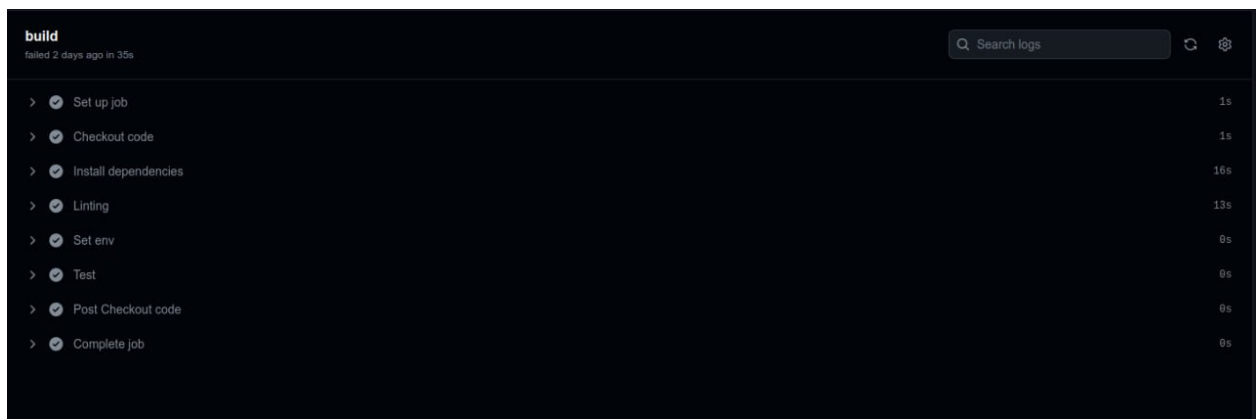 build
failed 2 days ago in 35s
Search logs
Set up job 1s
Checkout code 1s
Install dependencies 16s
Linting 13s
Set env 0s
Test 0s
Post Checkout code 0s
Complete job 0s